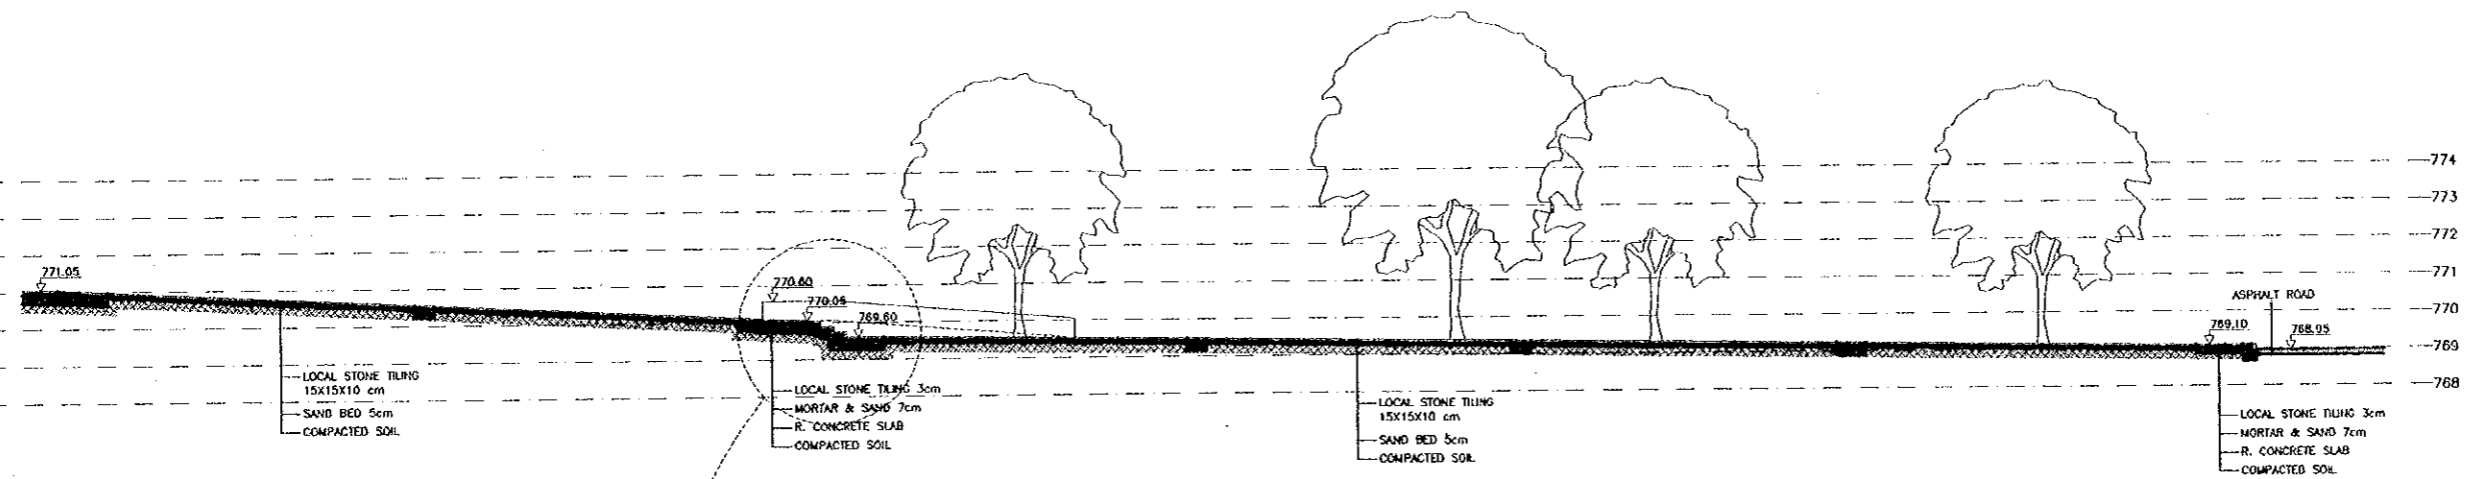 774
773
772
771
770
769
768
771.05
770.60
770.05
769.60
ASPHALT ROAD
769.10
768.95
LOCAL STONE TILING
15X15X10 cm
SAND BED 5cm
COMPACTED SOIL
LOCAL STONE TILING 3cm
MORTAR & SAND 7cm
R. CONCRETE SLAB
COMPACTED SOIL
LOCAL STONE TILING
15X15X10 cm
SAND BED 5cm
COMPACTED SOIL
LOCAL STONE TILING 3cm
MORTAR & SAND 7cm
R. CONCRETE SLAB
COMPACTED SOIL